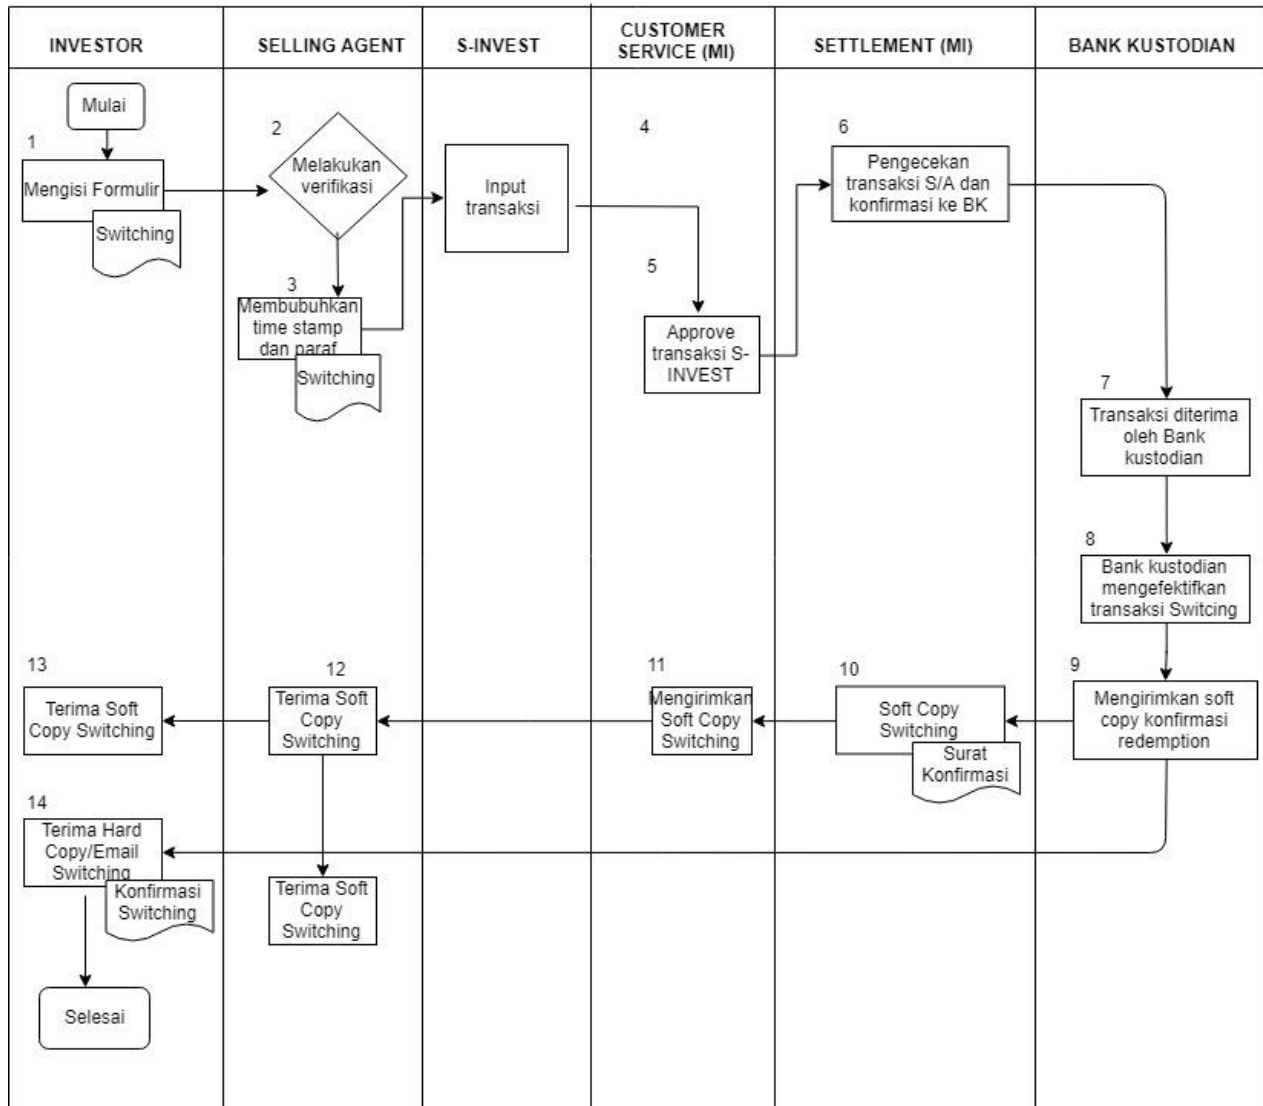 INVESTOR
SELLING AGENT
S-INVEST
CUSTOMER
SERVICE (MI)
SETTLEMENT (MI)
BANK KUSTODIAN
Mulai
1
Mengisi Formulir
Switching
2
Melakukan
verifikasi
3
Membubuhkan
time stamp
dan paraf
Switching
Input
transaksi
4
5
Approve
transaksi S-
INVEST
6
Pengecekan
transaksi S/A dan
konfirmasi ke BK
7
Transaksi diterima
oleh Bank
kustodian
8
Bank kustodian
mengefektifkan
transaksi Switcing
9
Mengirimkan soft
copy konfirmasi
redemption
10
Soft Copy
Switching
Surat
Konfirmasi
11
Mengirimkan
Soft Copy
Switching
12
Terima Soft
Copy
Switching
13
Terima Soft
Copy Switching
14
Terima Hard
Copy/Email
Switching
Konfirmasi
Switching
Terima Soft
Copy
Switching
Selesai